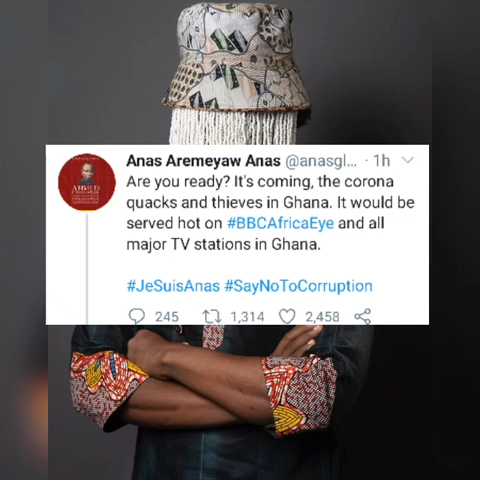 Anas Aremeyaw Anas @anasgl... · 1h
Are you ready? It's coming, the corona
quacks and thieves in Ghana. It would be
served hot on #BBCAfricaEye and all
major TV stations in Ghana.
#JeSuisAnas #SayNoToCorruption
245 1,314 2,458